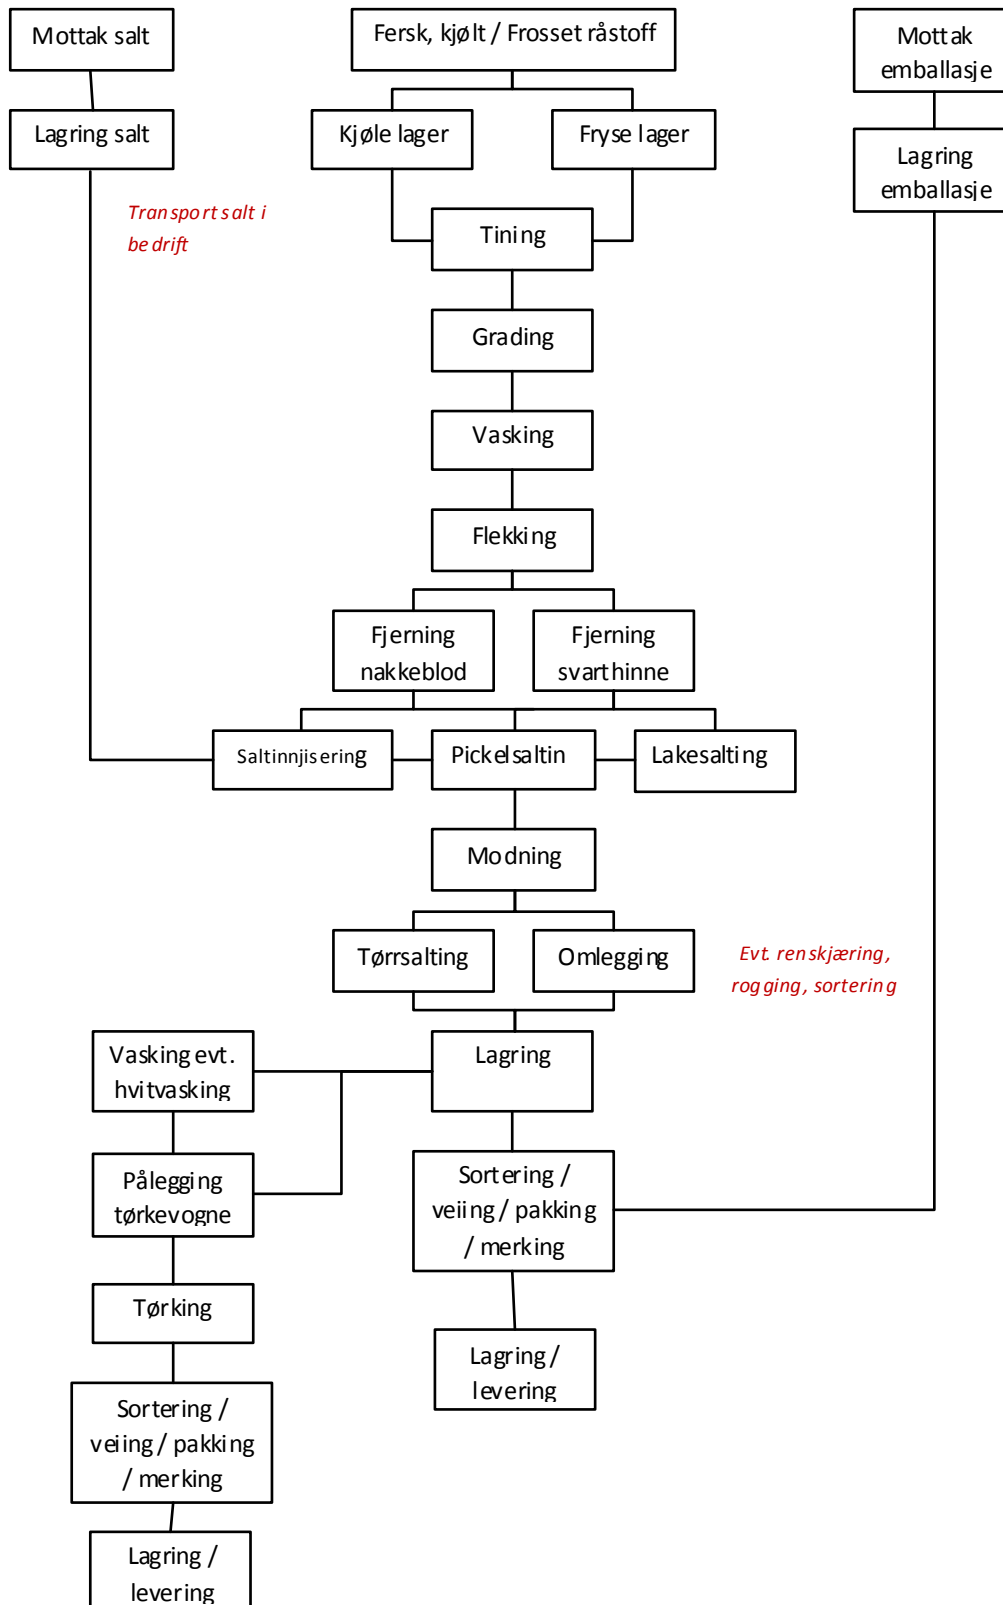 Mottak salt
Fersk, kjølt / Frosset råstoff
Mottak
emballasje
Lagring salt
Kjøle lager
Fryse lager
Lagring
emballasje
Transport salt i
bedrift
Tining
Grading
Vasking
Flekking
Fjerning
nakkeblod
Fjerning
svarthinne
Saltinnjisering
Pickelsaltin
Lakesalting
Modning
Tørrsalting
Omlegging
Evt. renskjæring,
rogging, sortering
Vasking evt.
hvitvasking
Lagring
Pålegging
tørkevogne
Sortering /
veiing / pakking
/ merking
Tørking
Lagring /
levering
Sortering /
veiing / pakking
/ merking
Lagring /
levering